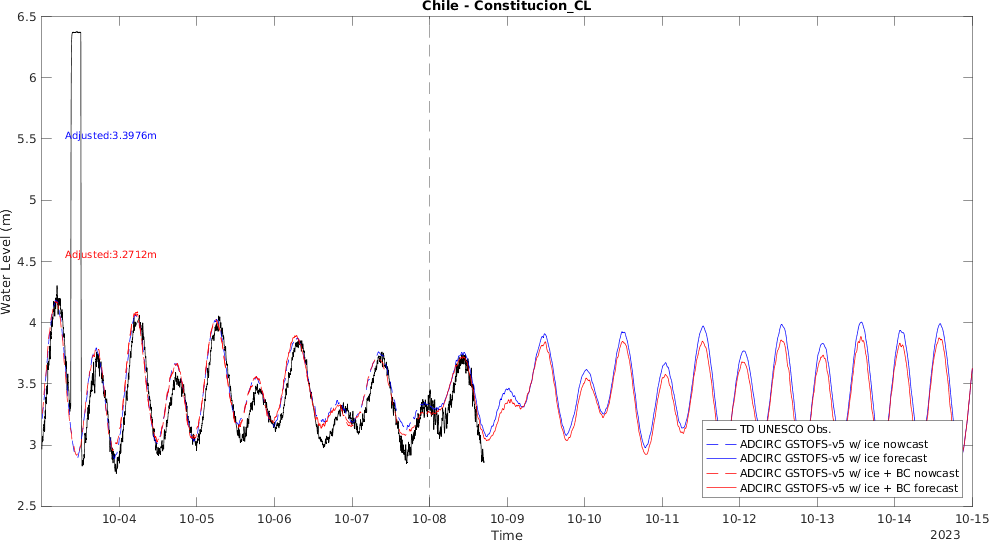 Chile - Constitucion_CL
6.5
6
5.5
5
4.5
4
3.5
3
2.5
Water Level (m)
Adjusted:3.3976m
Adjusted:3.2712m
TD UNESCO Obs.
ADCIRC GSTOFS-v5 w/ ice nowcast
ADCIRC GSTOFS-v5 w/ ice forecast
ADCIRC GSTOFS-v5 w/ ice + BC nowcast
ADCIRC GSTOFS-v5 w/ ice + BC forecast
10-04 10-05 10-06 10-07 10-08 10-09 10-10 10-11 10-12 10-13 10-14 10-15
Time
2023